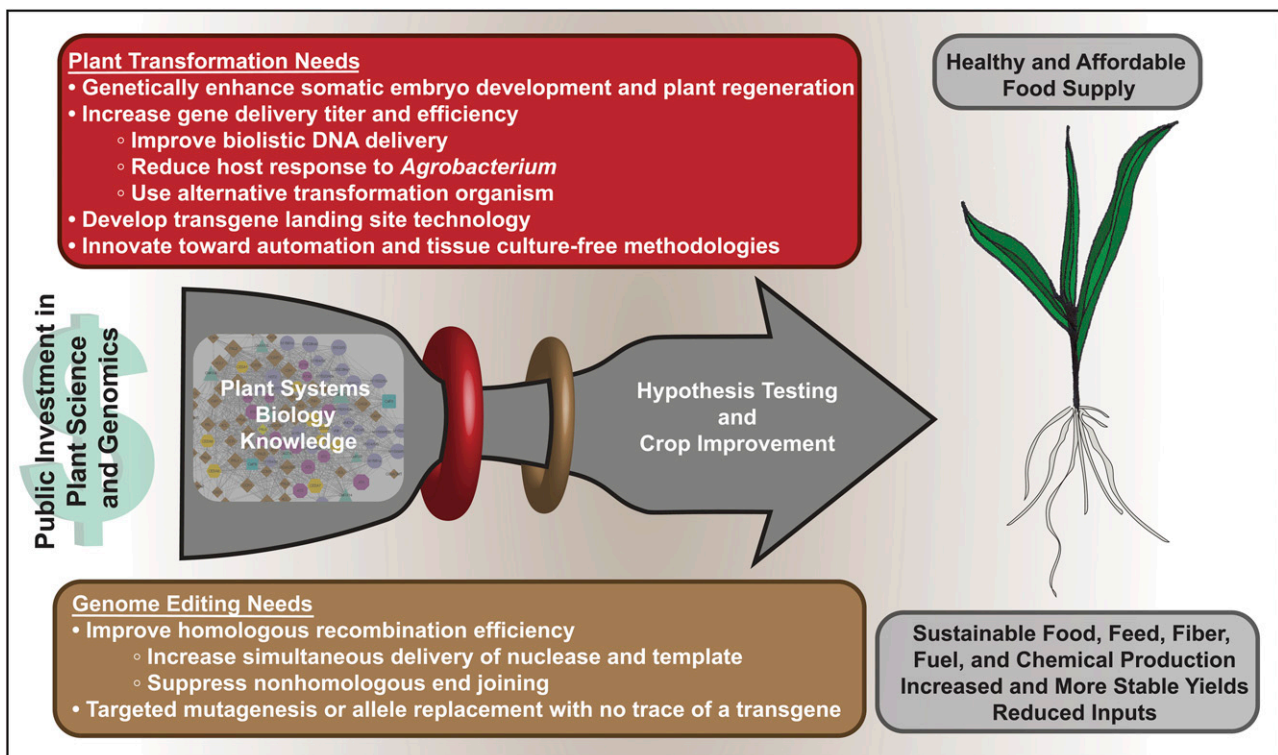 Plant Transformation Needs
• Genetically enhance somatic embryo development and plant regeneration
• Increase gene delivery titer and efficiency
◦ Improve biolistic DNA delivery
◦ Reduce host response to Agrobacterium
◦ Use alternative transformation organism
• Develop transgene landing site technology
• Innovate toward automation and tissue culture-free methodologies
Healthy and Affordable
Food Supply
$
Public Investment in
Plant Science
and Genomics
Plant Systems
Biology
Knowledge
Hypothesis Testing
and
Crop Improvement
Genome Editing Needs
• Improve homologous recombination efficiency
◦ Increase simultaneous delivery of nuclease and template
◦ Suppress nonhomologous end joining
• Targeted mutagenesis or allele replacement with no trace of a transgene
Sustainable Food, Feed, Fiber,
Fuel, and Chemical Production
Increased and More Stable Yields
Reduced Inputs